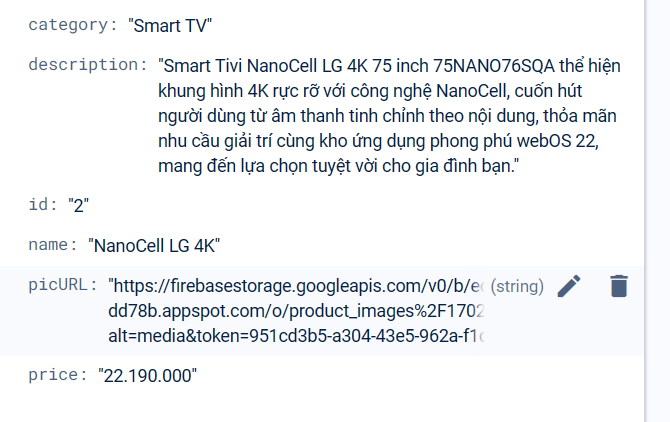 category: "Smart TV"
description: "Smart Tivi NanoCell LG 4K 75 inch 75NANO76SQA thể hiện
khung hình 4K rực rỡ với công nghệ NanoCell, cuốn hút
người dùng từ âm thanh tinh chỉnh theo nội dung, thỏa mãn
nhu cầu giải trí cùng kho ứng dụng phong phú webOS 22,
mang đến lựa chọn tuyệt vời cho gia đình bạn."
id: "2"
name: "NanoCell LG 4K"
picURL: "https://firebasestorage.googleapis.com/v0/b/ec (string)
dd78b.appspot.com/o/product_images%2F1702
alt=media&token=951cd3b5-a304-43e5-962a-f1c
price: "22.190.000"